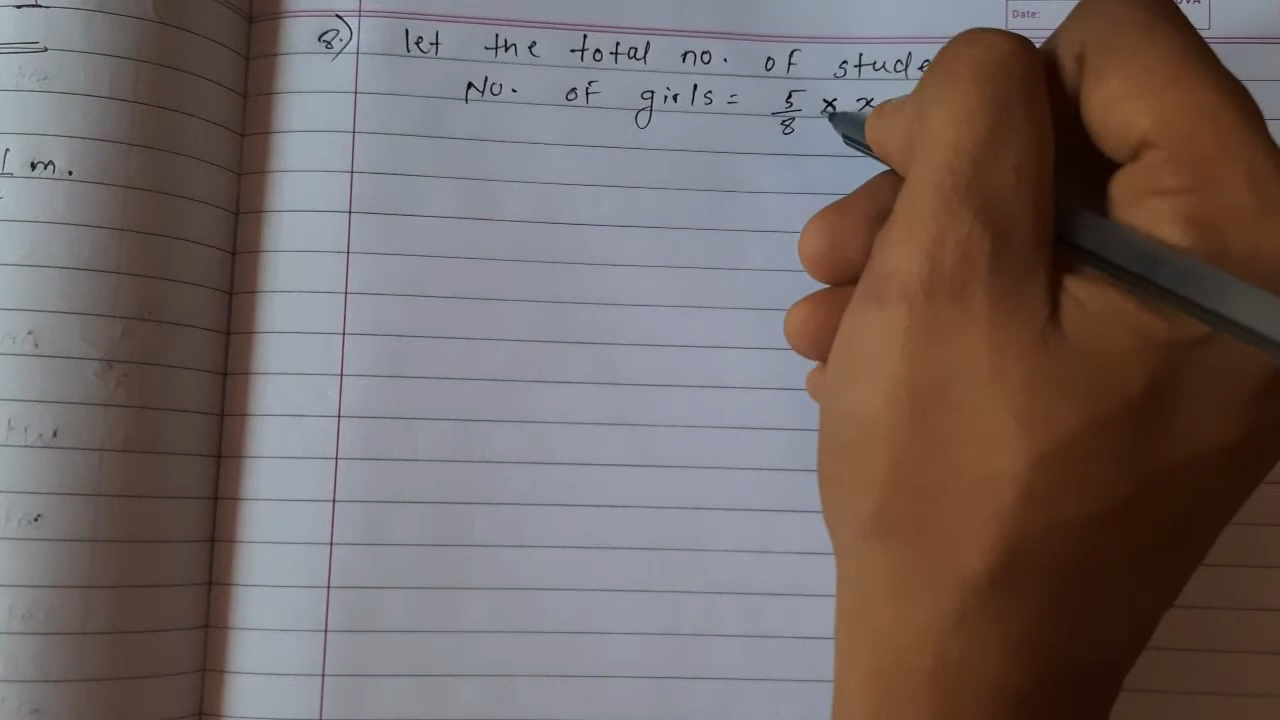 Date:
8.) let the total no. of stude
No. of girls = 5/8 × x
m.